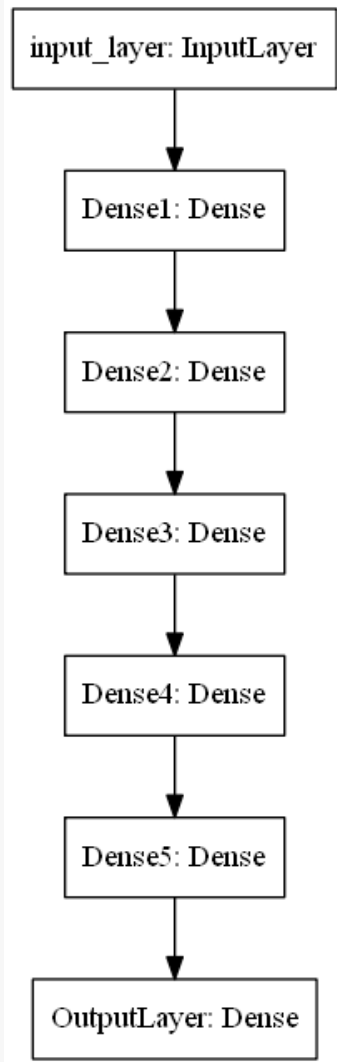 input_layer: InputLayer
Dense1: Dense
Dense2: Dense
Dense3: Dense
Dense4: Dense
Dense5: Dense
OutputLayer: Dense